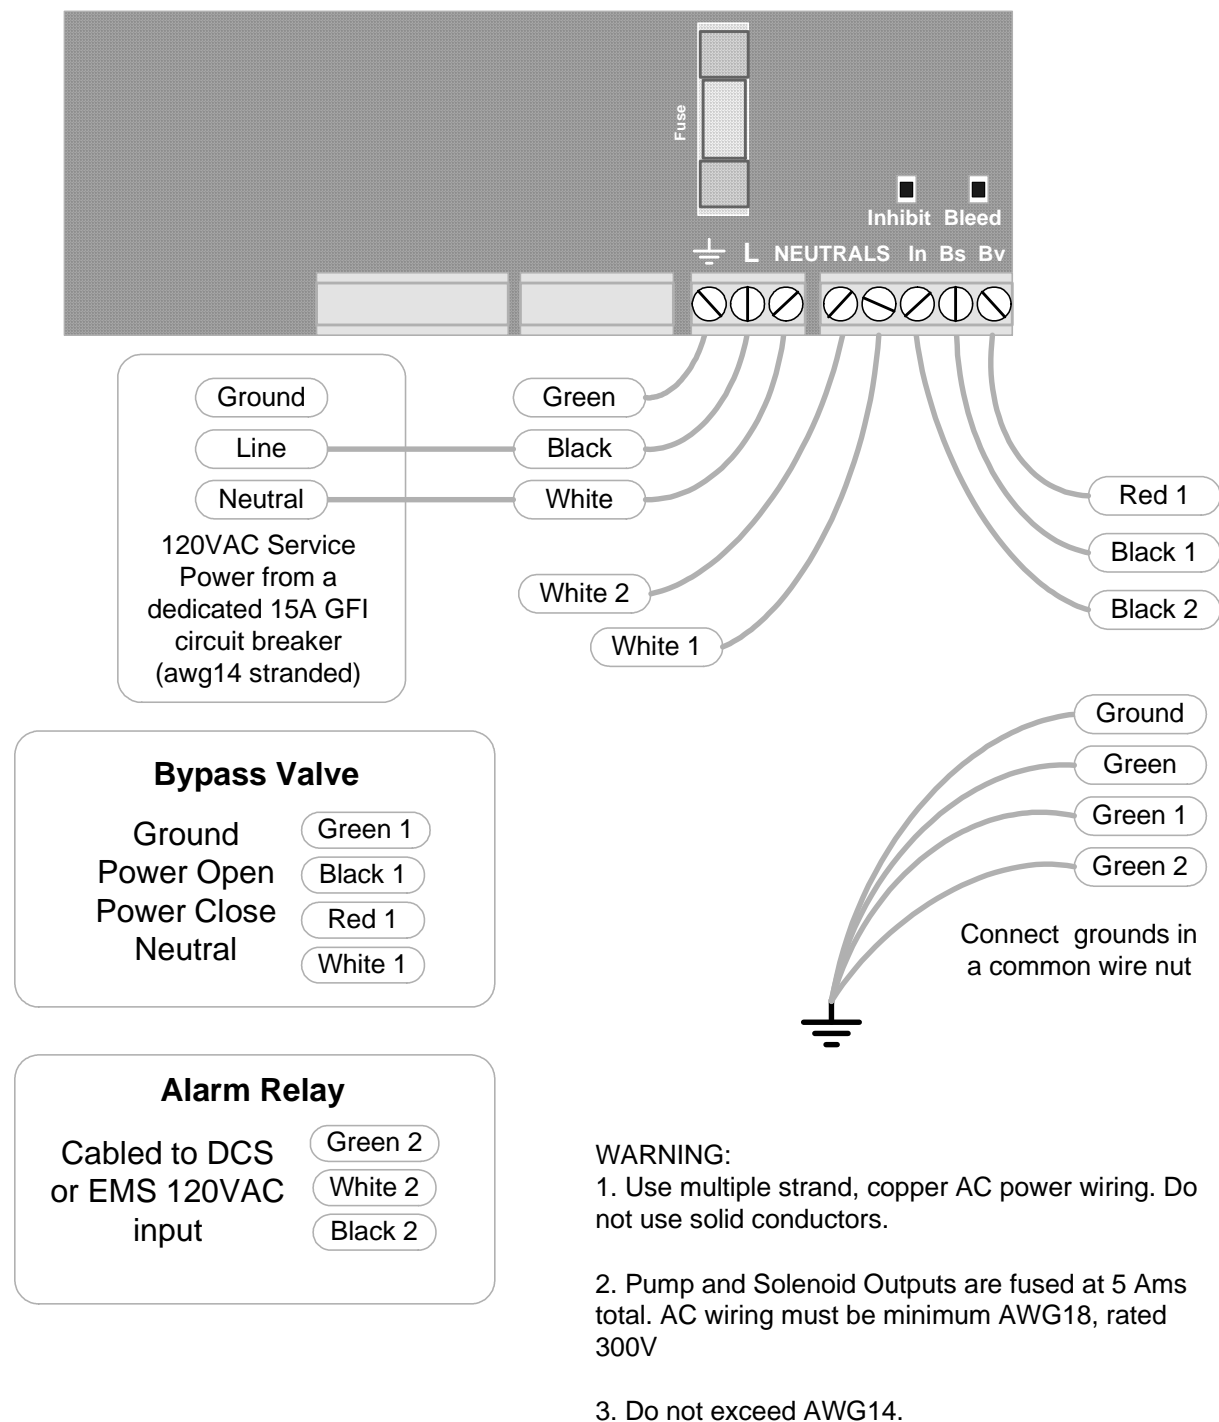 Fuse
Inhibit Bleed
L NEUTRALS In Bs Bv
Ground
Green
Line
Black
Neutral
White
Red 1
120VAC Service
Power from a
dedicated 15A GFI
circuit breaker
(awg14 stranded)
Black 1
White 2
Black 2
White 1
Bypass Valve
Ground
Green 1
Power Open
Black 1
Power Close
Red 1
Neutral
White 1
Ground
Green
Green 1
Green 2
Connect grounds in
a common wire nut
Alarm Relay
Cabled to DCS
or EMS 120VAC
input
Green 2
White 2
Black 2
WARNING:
1. Use multiple strand, copper AC power wiring. Do
not use solid conductors.
2. Pump and Solenoid Outputs are fused at 5 Ams
total. AC wiring must be minimum AWG18, rated
300V
3. Do not exceed AWG14.